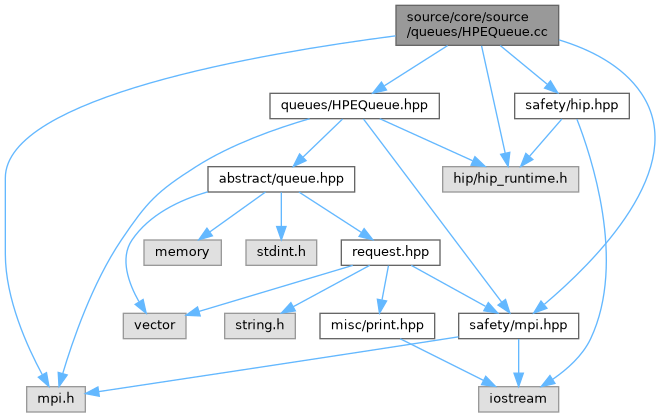 source/core/source
/queues/HPEQueue.cc
queues/HPEQueue.hpp
safety/hip.hpp
abstract/queue.hpp
hip/hip_runtime.h
memory
stdint.h
request.hpp
vector
string.h
misc/print.hpp
safety/mpi.hpp
mpi.h
iostream